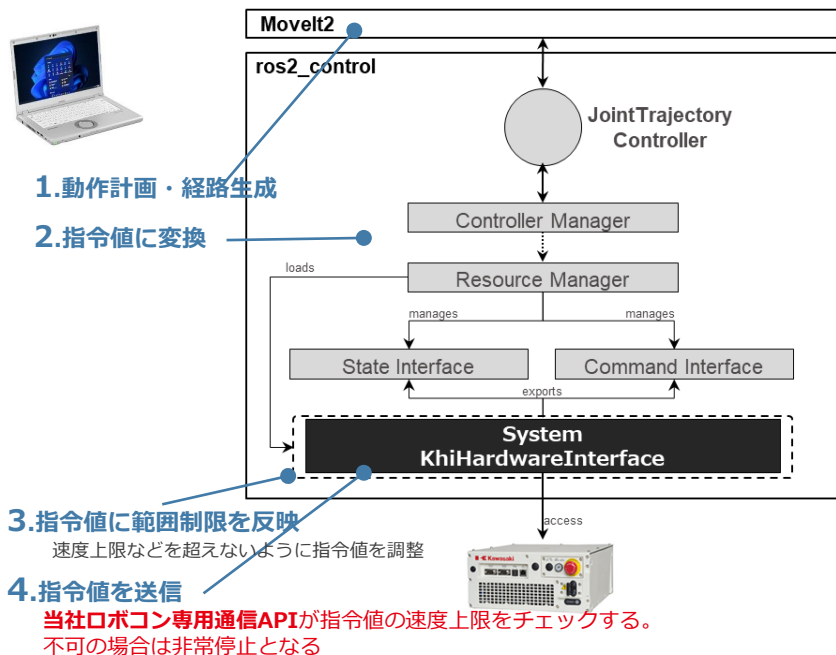 MoveIt2
ros2_control
JointTrajectory
Controller
1.動作計画・経路生成
Controller Manager
2.指令値に変換
loads
Resource Manager
manages
manages
State Interface
Command Interface
exports
System
KhiHardwareInterface
3.指令値に範囲制限を反映
access
速度上限などを超えないように指令値を調整
Kawasaki
4.指令値を送信
当社ロボコン専用通信APIが指令値の速度上限をチェックする。
不可の場合は非常停止となる